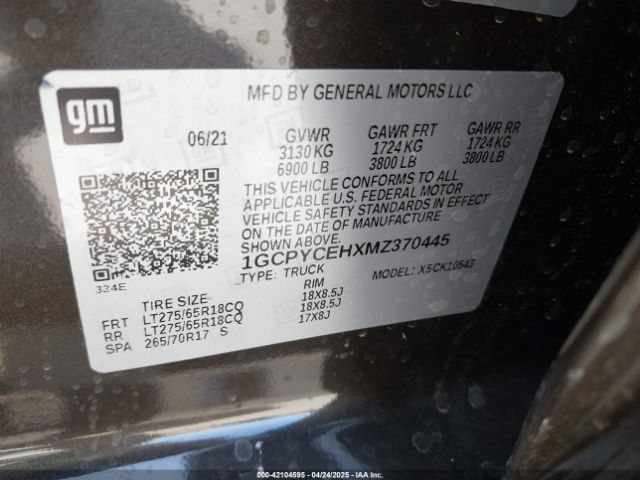 gm
MFD BY GENERAL MOTORS LLC
06/21 GVWR GAWR FRT GAWR RR
3130 KG 1724 KG 1724 KG
6900 LB 3800 LB 3800 LB
THIS VEHICLE CONFORMS TO ALL
APPLICABLE U.S. FEDERAL MOTOR
VEHICLE SAFETY STANDARDS IN EFFECT
ON THE DATE OF MANUFACTURE
SHOWN ABOVE.
1GCPYCEHXMZ370445
TYPE: TRUCK MODEL: X5CK10543
334E
TIRE SIZE RIM
FRT LT275/65R18CQ 18X8.5J
RR LT275/65R18CQ 18X8.5J
SPA 265/70R17 S 17X8J
000-42104595 - 04/24/2025 - IAAI.COM